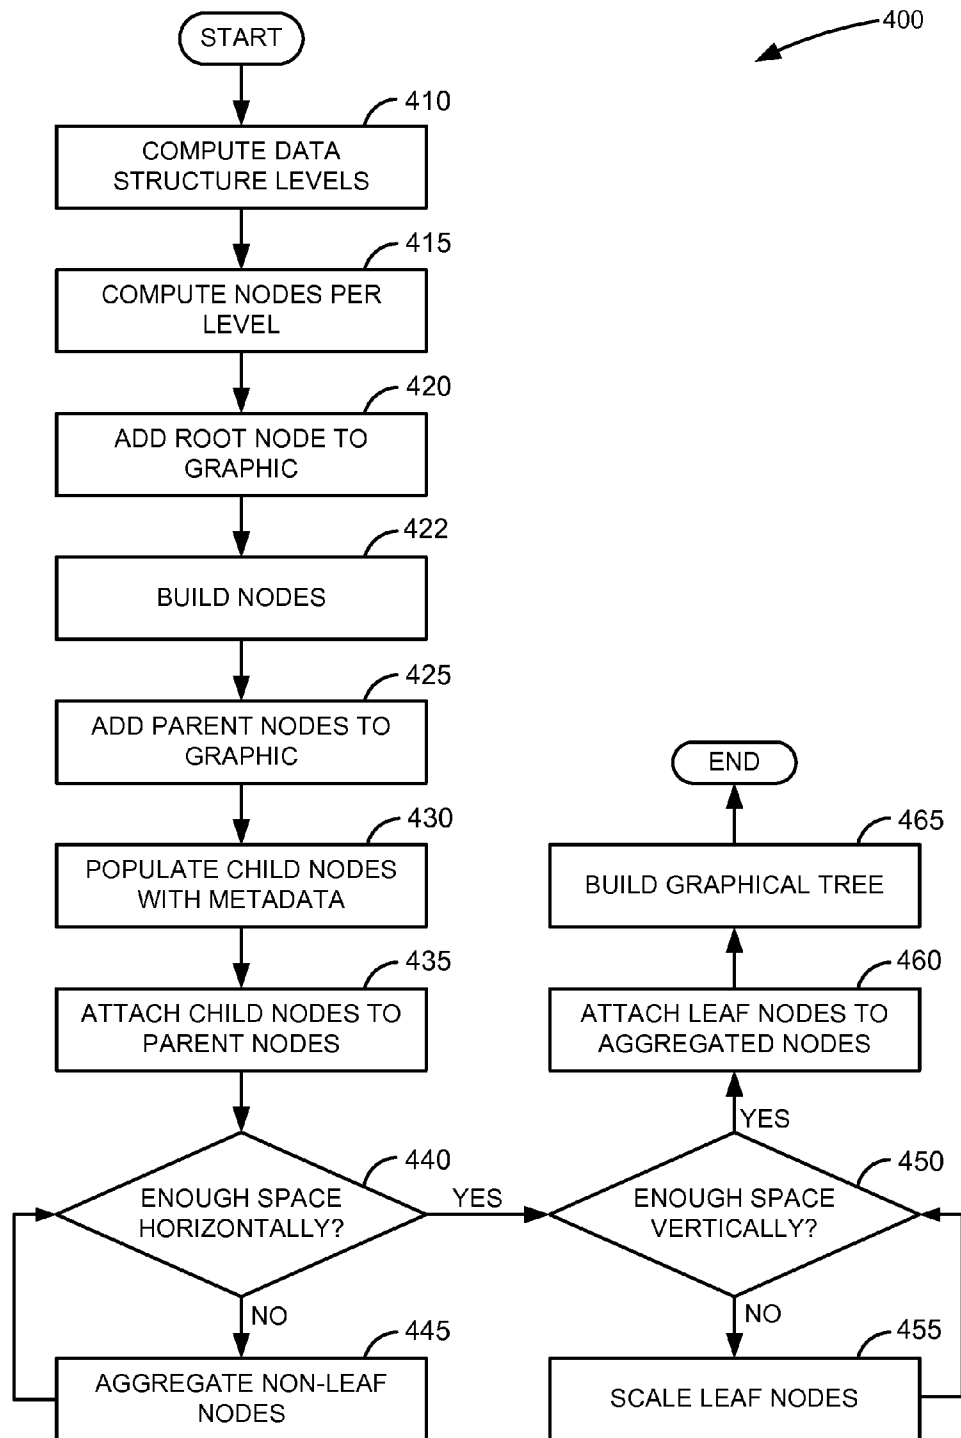 START
400
410
COMPUTE DATA
STRUCTURE LEVELS
415
COMPUTE NODES PER
LEVEL
420
ADD ROOT NODE TO
GRAPHIC
422
BUILD NODES
425
ADD PARENT NODES TO
GRAPHIC
430
POPULATE CHILD NODES
WITH METADATA
435
ATTACH CHILD NODES TO
PARENT NODES
440
ENOUGH SPACE
HORIZONTALLY?
YES
NO
445
AGGREGATE NON-LEAF
NODES
450
ENOUGH SPACE
VERTICALLY?
NO
455
SCALE LEAF NODES
YES
460
ATTACH LEAF NODES TO
AGGREGATED NODES
465
BUILD GRAPHICAL TREE
END